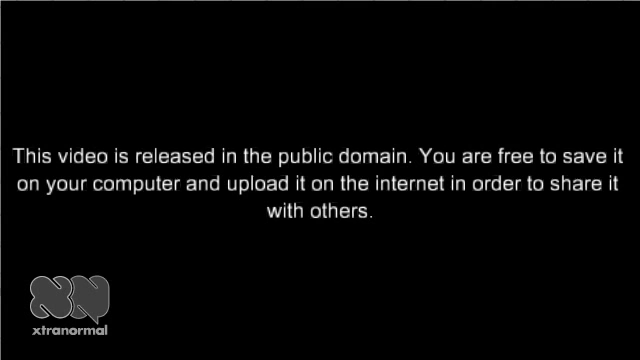 This video is released in the public domain. You are free to save it
on your computer and upload it on the internet in order to share it
with others.
xtranormal